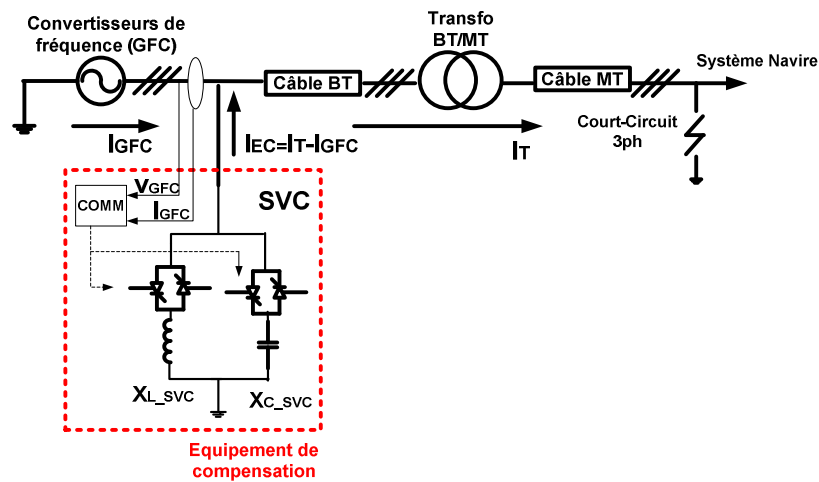 Convertisseurs de
fréquence (GFC)
Transfo
BT/MT
Câble BT
Câble MT
Système Navire
IGFC
IEC=IT-IGFC
IT
Court-Circuit
3ph
VGFC
SVC
COMM
IGFC
XL_SVC
XC_SVC
Equipement de
compensation